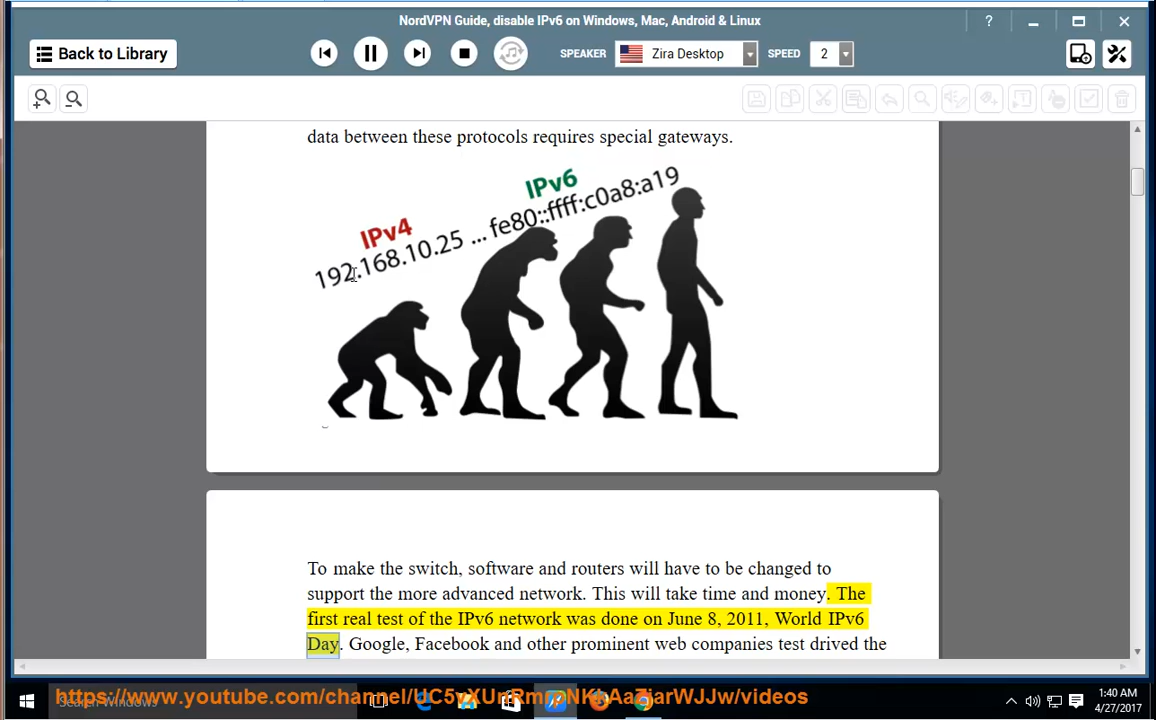 NordVPN Guide, disable IPv6 on Windows, Mac, Android & Linux
?
Back to Library
SPEAKER
Zira Desktop
SPEED
2
data between these protocols requires special gateways.
IPv4
IPv6
192.168.10.25 ... fe80::ffff:c0a8:a19
To make the switch, software and routers will have to be changed to
support the more advanced network. This will take time and money. The
first real test of the IPv6 network was done on June 8, 2011, World IPv6
Day. Google, Facebook and other prominent web companies test drived the
Search Windows
1:40 AM
4/27/2017